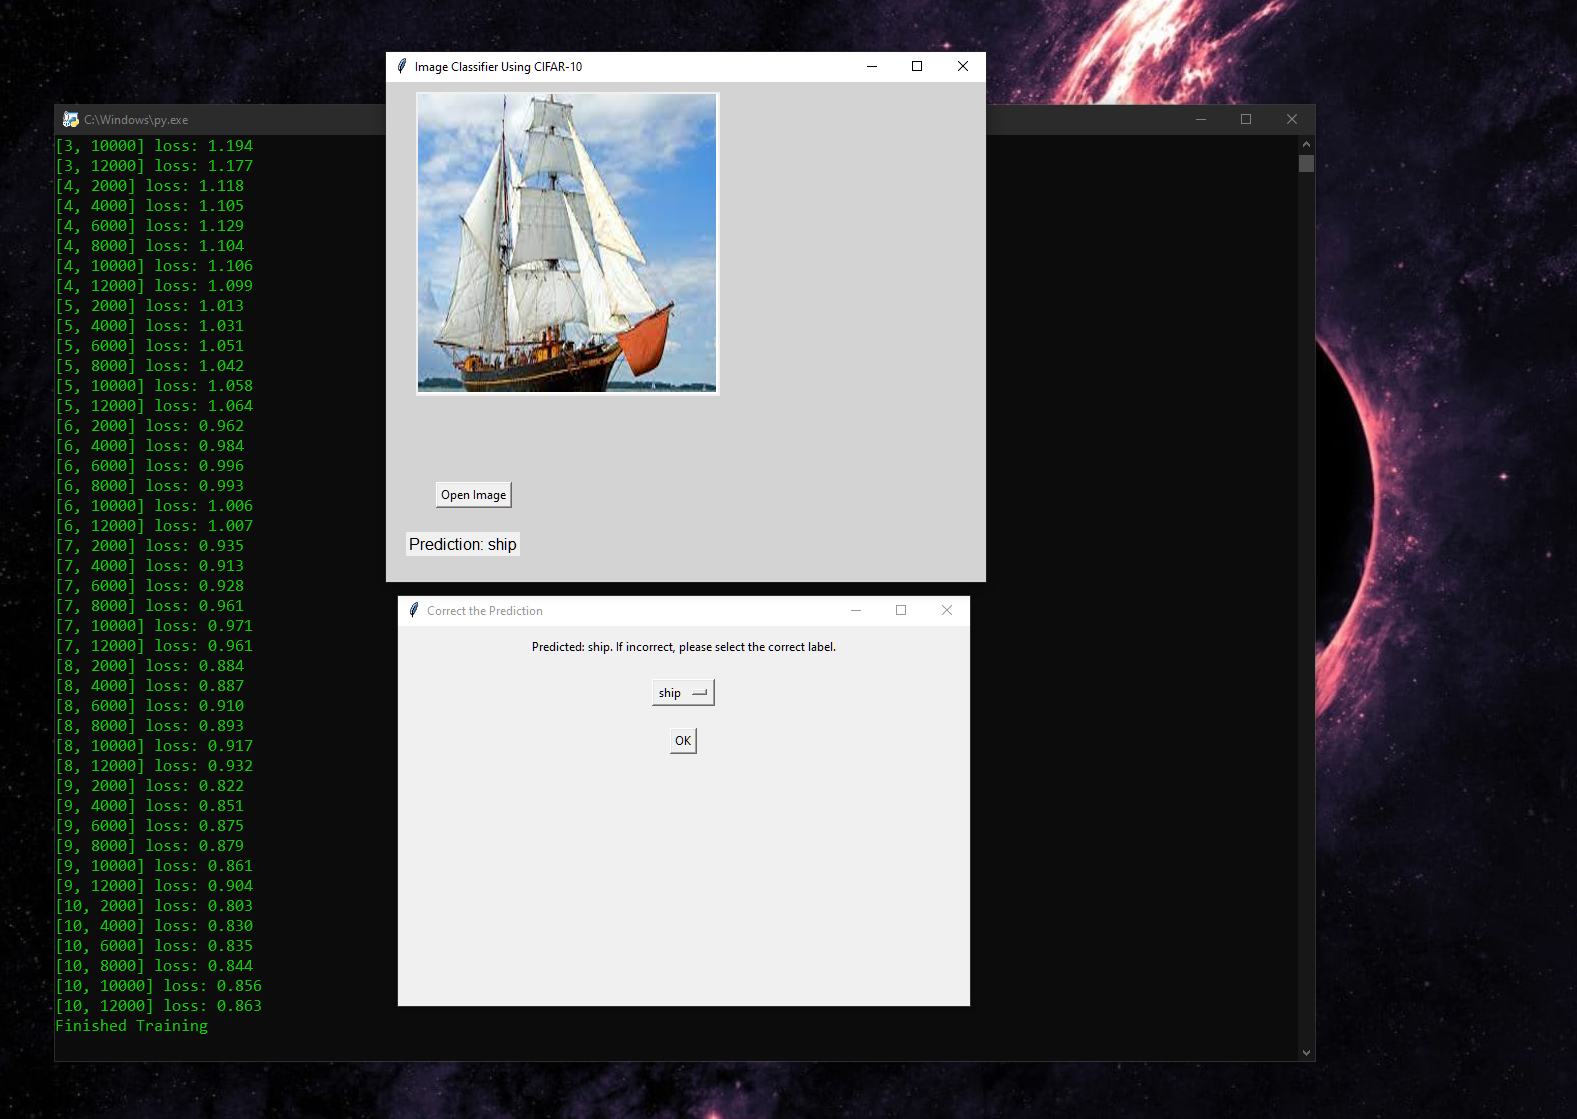 Image Classifier Using CIFAR-10
Open Image
Prediction: ship
C:\Windows\py.exe
[3, 10000] loss: 1.194
[3, 12000] loss: 1.177
[4, 2000] loss: 1.118
[4, 4000] loss: 1.105
[4, 6000] loss: 1.129
[4, 8000] loss: 1.104
[4, 10000] loss: 1.106
[4, 12000] loss: 1.099
[5, 2000] loss: 1.013
[5, 4000] loss: 1.031
[5, 6000] loss: 1.051
[5, 8000] loss: 1.042
[5, 10000] loss: 1.058
[5, 12000] loss: 1.064
[6, 2000] loss: 0.962
[6, 4000] loss: 0.984
[6, 6000] loss: 0.996
[6, 8000] loss: 0.993
[6, 10000] loss: 1.006
[6, 12000] loss: 1.007
[7, 2000] loss: 0.935
[7, 4000] loss: 0.913
[7, 6000] loss: 0.928
[7, 8000] loss: 0.961
[7, 10000] loss: 0.971
[7, 12000] loss: 0.961
[8, 2000] loss: 0.884
[8, 4000] loss: 0.887
[8, 6000] loss: 0.910
[8, 8000] loss: 0.893
[8, 10000] loss: 0.917
[8, 12000] loss: 0.932
[9, 2000] loss: 0.822
[9, 4000] loss: 0.851
[9, 6000] loss: 0.875
[9, 8000] loss: 0.879
[9, 10000] loss: 0.861
[9, 12000] loss: 0.904
[10, 2000] loss: 0.803
[10, 4000] loss: 0.830
[10, 6000] loss: 0.835
[10, 8000] loss: 0.844
[10, 10000] loss: 0.856
[10, 12000] loss: 0.863
Finished Training
Correct the Prediction
Predicted: ship. If incorrect, please select the correct label.
ship
OK